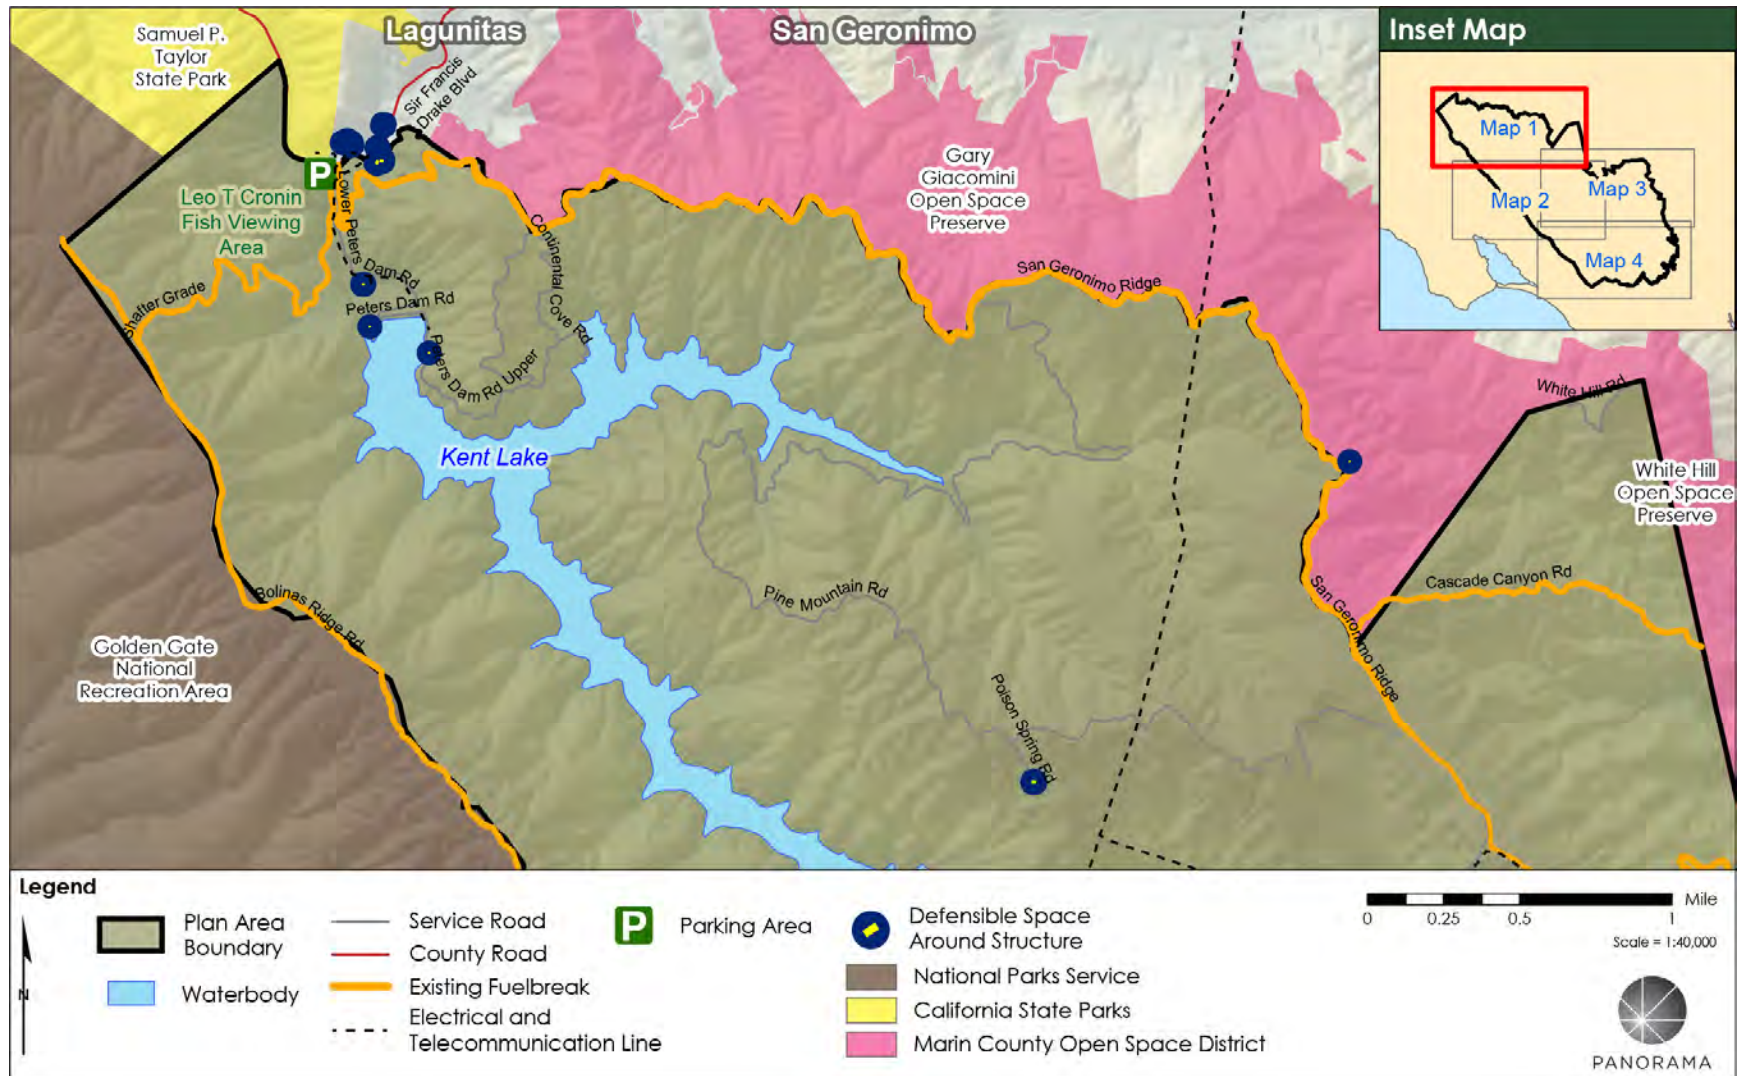 Samuel P.
Taylor
State Park
Lagunitas
San Geronimo
Sir Francis
Drake Blvd
P
Leo T Cronin
Fish Viewing
Area
Lower Peters
Dam Rd
Peters Dam Rd
Peters Dam Rd Upper
Continental Cove Rd
Shafter Grade
Gary
Giacomini
Open Space
Preserve
San Geronimo Ridge
Kent Lake
White Hill Rd
White Hill
Open Space
Preserve
Cascade Canyon Rd
San Geronimo Ridge
Pine Mountain Rd
Poison Spring Rd
Bolinas Ridge Rd
Golden Gate
National
Recreation Area
Inset Map
Map 1
Map 2
Map 3
Map 4
Legend
N
Plan Area
Boundary
Waterbody
Service Road
County Road
Existing Fuelbreak
Electrical and
Telecommunication Line
P
Parking Area
Defensible Space
Around Structure
National Parks Service
California State Parks
Marin County Open Space District
Mile
0 0.25 0.5 1
Scale = 1:40,000
PANORAMA